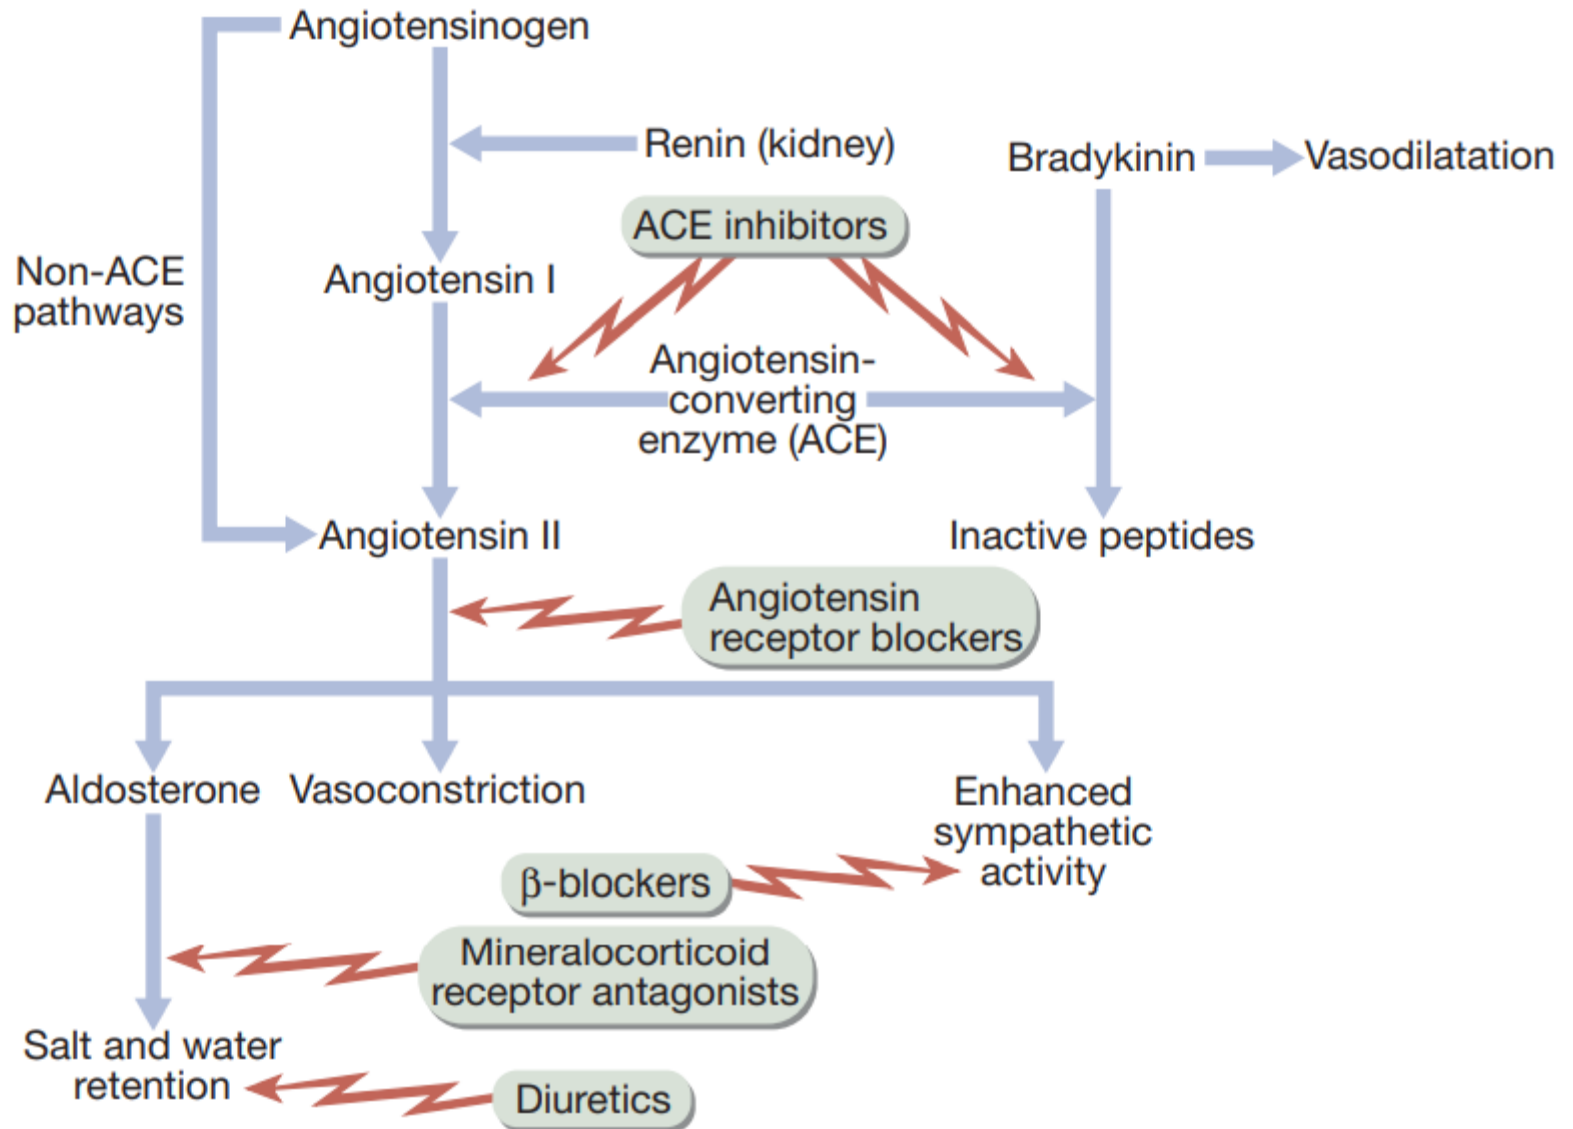 Angiotensinogen
Renin (kidney)
Bradykinin
Vasodilatation
ACE inhibitors
Non-ACE
pathways
Angiotensin I
Angiotensin-
converting
enzyme (ACE)
Angiotensin II
Inactive peptides
Angiotensin
receptor blockers
Aldosterone
Vasoconstriction
Enhanced
sympathetic
activity
β-blockers
Mineralocorticoid
receptor antagonists
Salt and water
retention
Diuretics